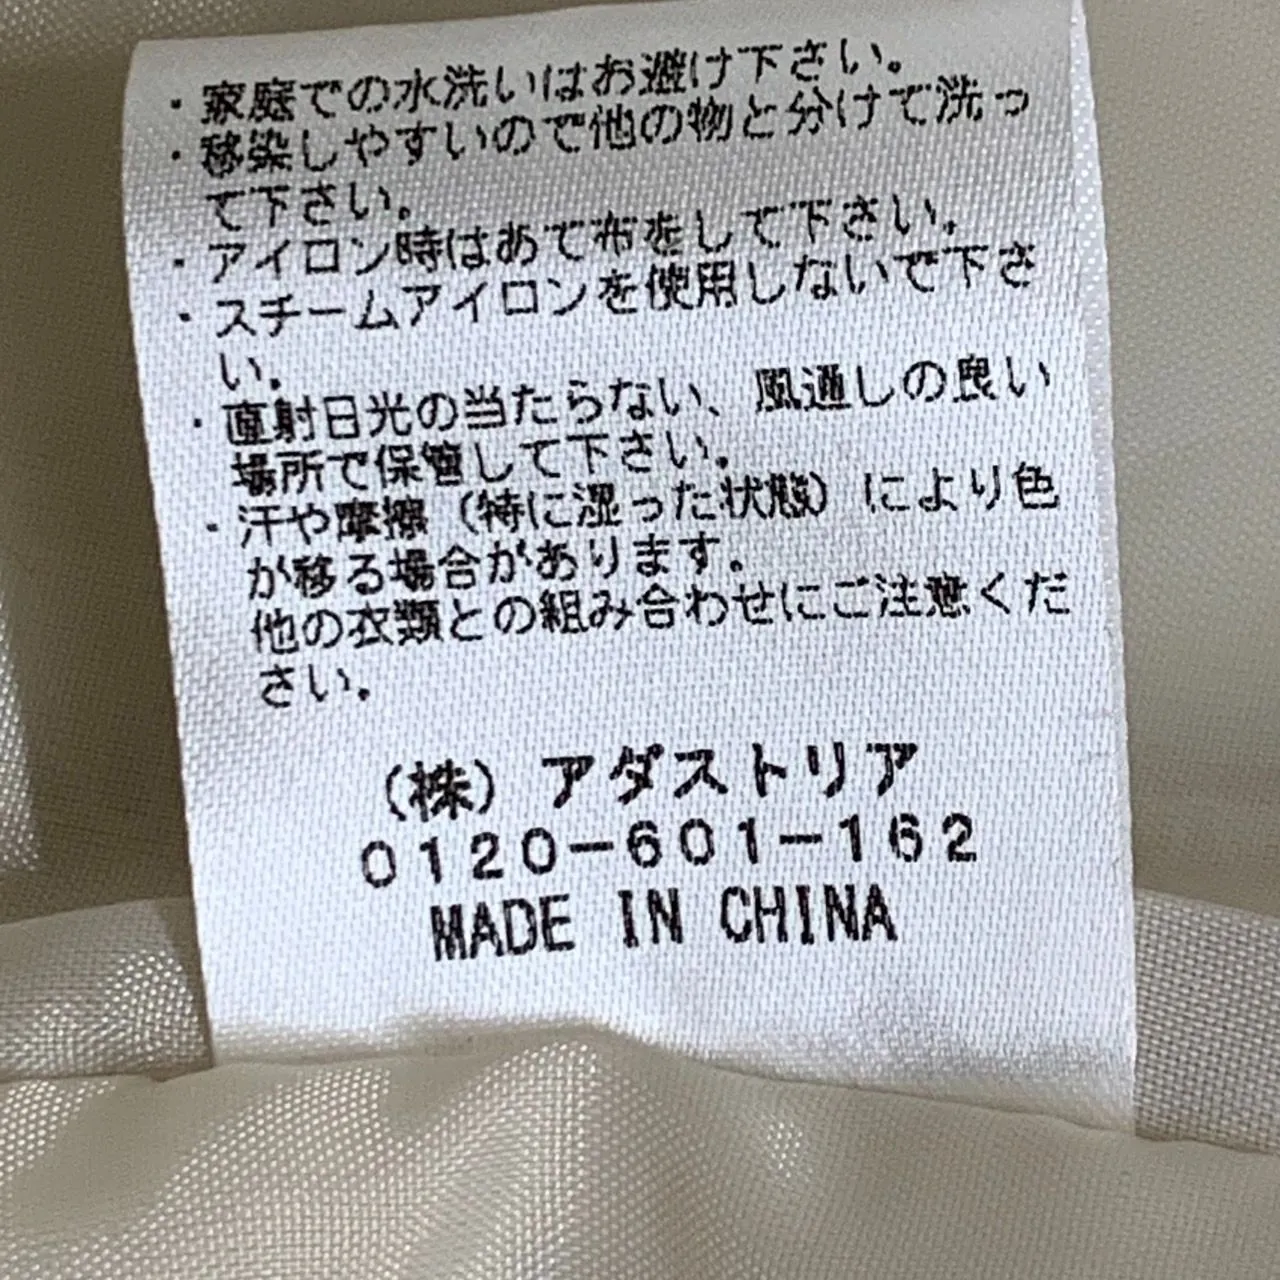 ・家庭での水洗いはお避け下さい。
・移染しやすいので他の物と分けて洗っ
て下さい。
・アイロン時はあて布をして下さい。
・スチームアイロンを使用しないで下さ
い。
・直射日光の当たらない、風通しの良い
場所で保管して下さい。
・汗や摩擦（特に湿った状態）により色
が移る場合があります。
他の衣類との組み合わせにご注意くだ
さい。
（株）アダストリア
0120-601-162
MADE IN CHINA